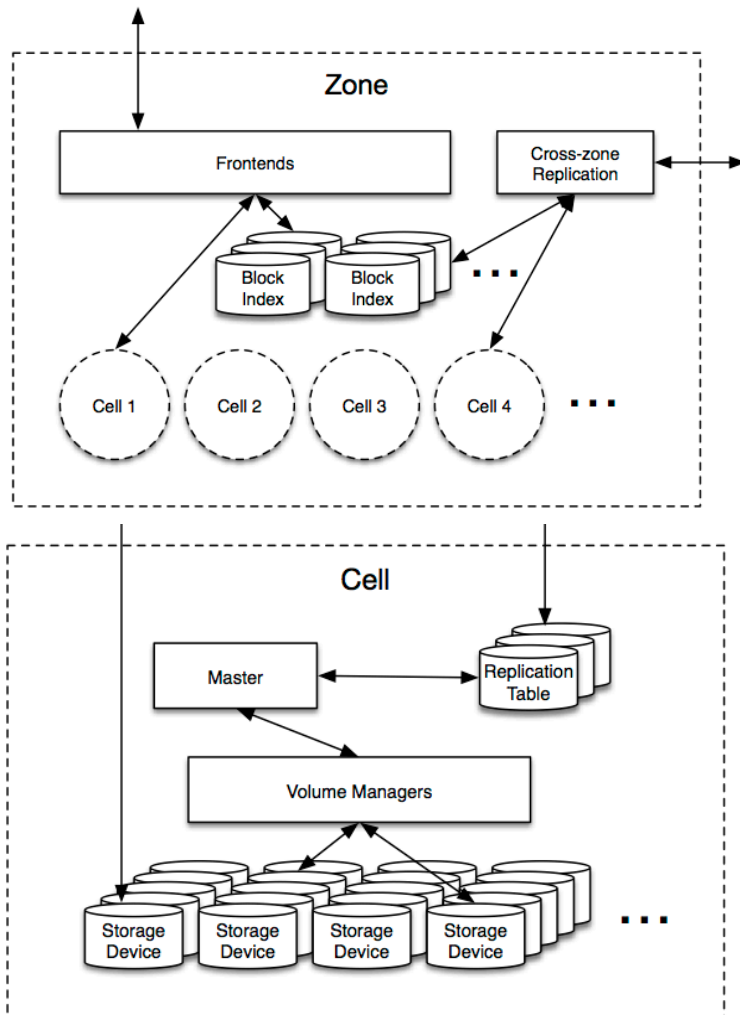 Zone
Frontends
Cross-zone
Replication
Block
Index
Block
Index
...
Cell 1
Cell 2
Cell 3
Cell 4
...
Cell
Master
Replication
Table
Volume Managers
Storage
Device
Storage
Device
Storage
Device
Storage
Device
...